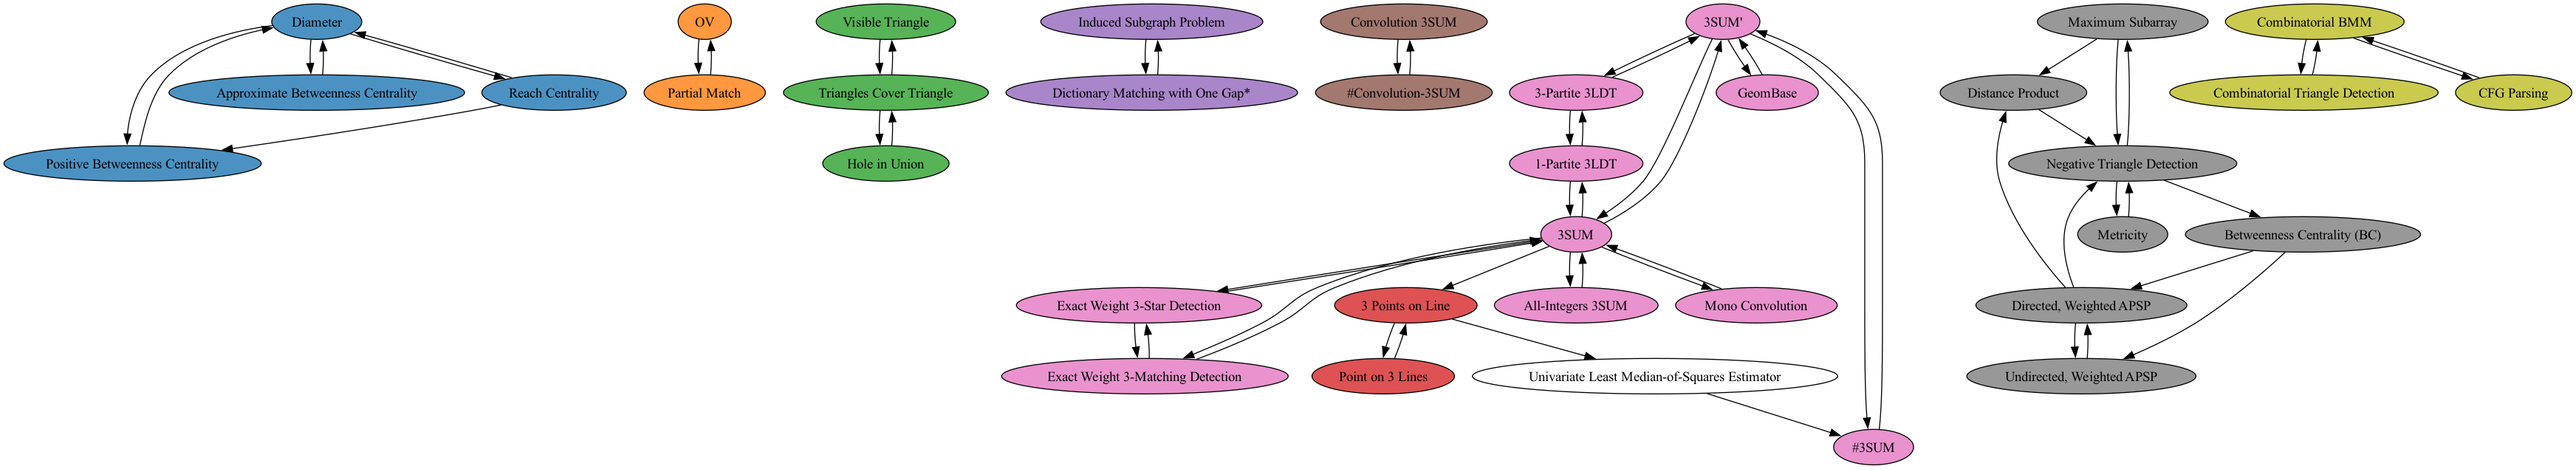 Diameter
OV
Visible Triangle
Induced Subgraph Problem
Convolution 3SUM
3SUM'
Maximum Subarray
Combinatorial BMM
Approximate Betweenness Centrality
Reach Centrality
Partial Match
Triangles Cover Triangle
Dictionary Matching with One Gap*
#Convolution-3SUM
3-Partite 3LDT
GeomBase
Distance Product
Combinatorial Triangle Detection
CFG Parsing
Positive Betweenness Centrality
Hole in Union
1-Partite 3LDT
Negative Triangle Detection
3SUM
Metricity
Betweenness Centrality (BC)
Exact Weight 3-Star Detection
3 Points on Line
All-Integers 3SUM
Mono Convolution
Directed, Weighted APSP
Exact Weight 3-Matching Detection
Point on 3 Lines
Univariate Least Median-of-Squares Estimator
Undirected, Weighted APSP
#3SUM